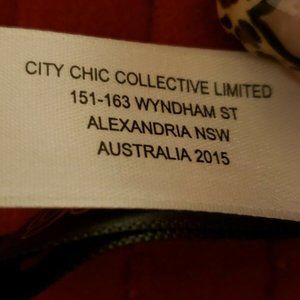 CITY CHIC COLLECTIVE LIMITED
151-163 WYNDHAM ST
ALEXANDRIA NSW
AUSTRALIA 2015